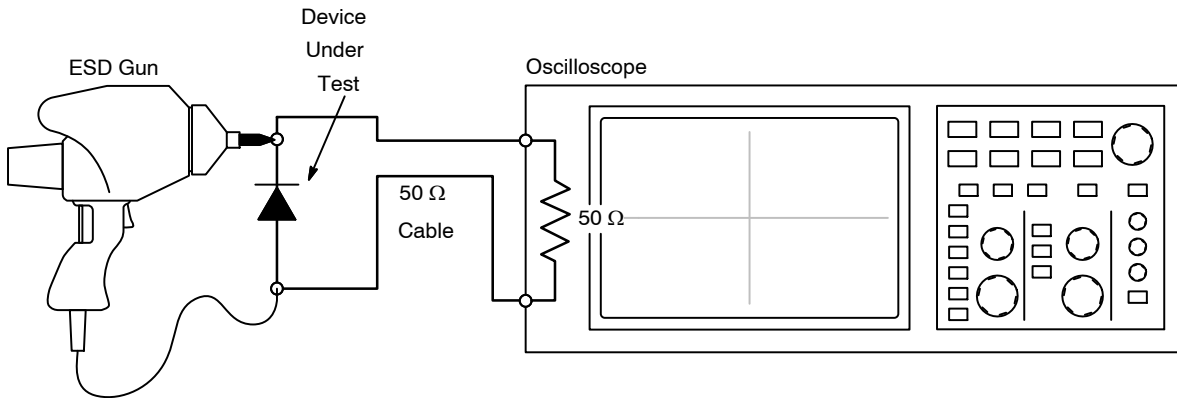 Device
Under
Test
ESD Gun
Oscilloscope
50 Ω
Cable
50 Ω